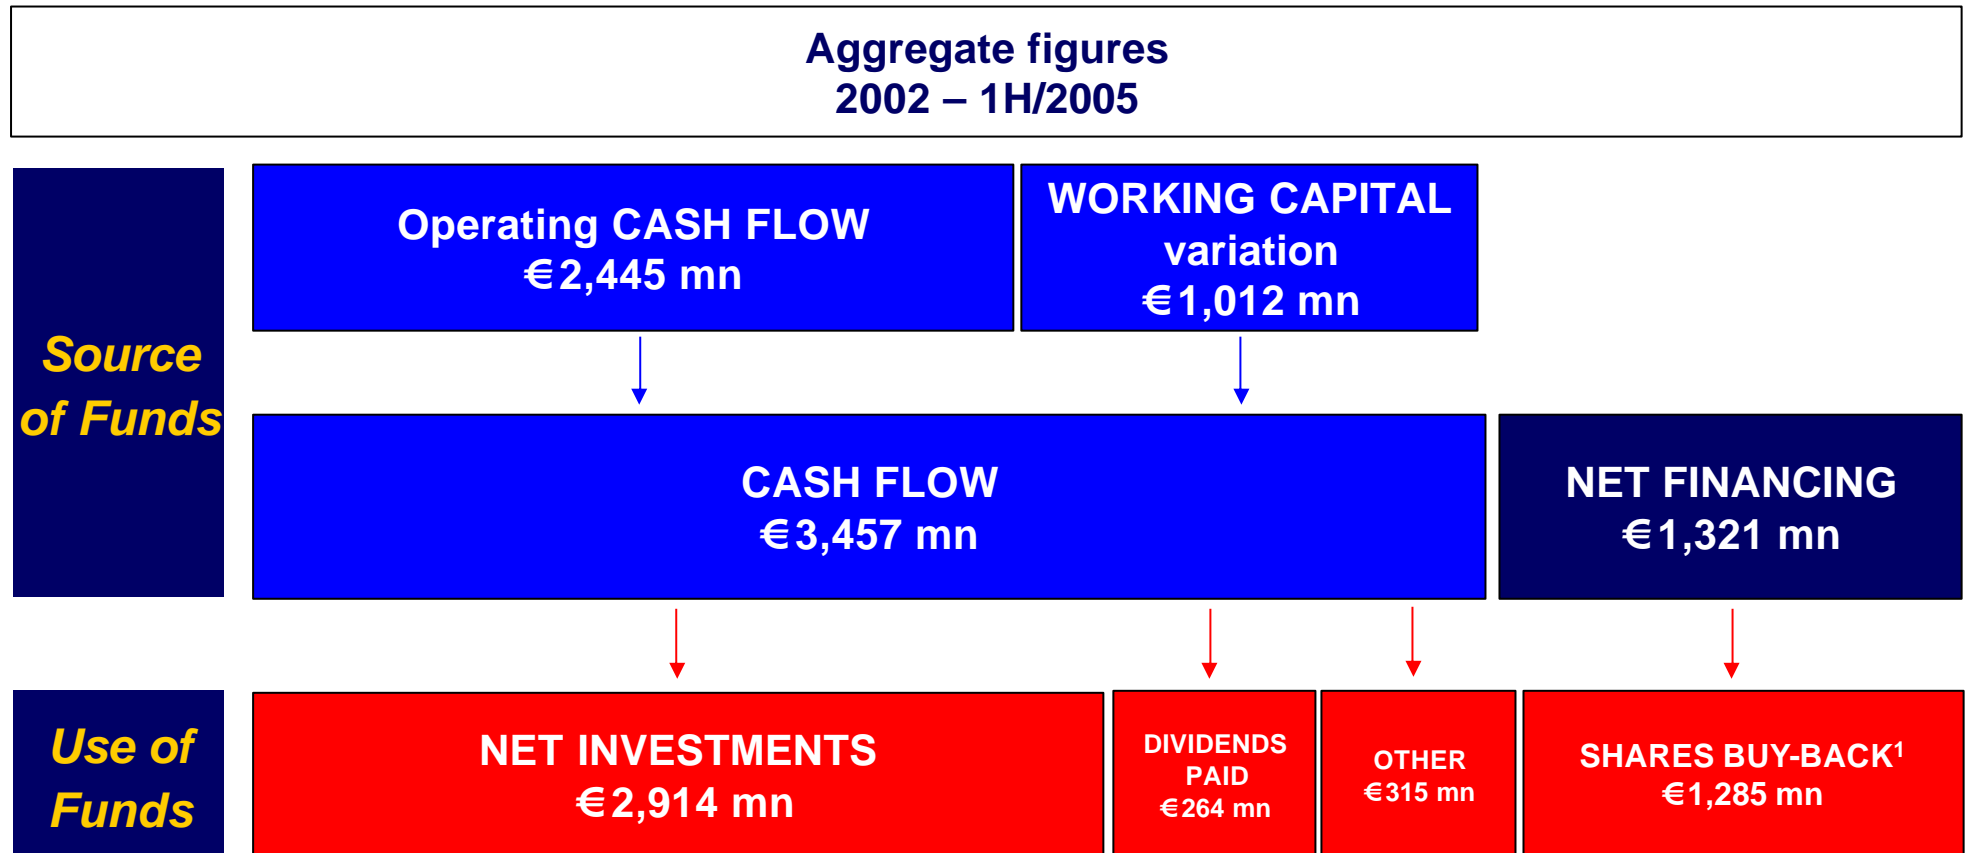 Aggregate figures
2002 – 1H/2005
Source
of Funds
Operating CASH FLOW
€2,445 mn
WORKING CAPITAL
variation
€1,012 mn
CASH FLOW
€3,457 mn
NET FINANCING
€1,321 mn
Use of
Funds
NET INVESTMENTS
€2,914 mn
DIVIDENDS
PAID
€264 mn
OTHER
€315 mn
SHARES BUY-BACK¹
€1,285 mn